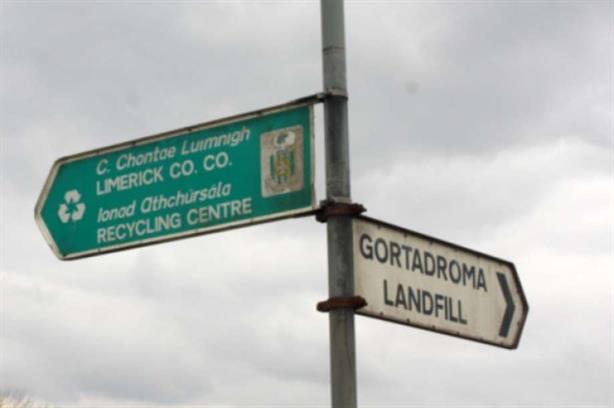 C. Chontae Luimnigh
LIMERICK CO. CO.
Ionad Athchúrsála
RECYCLING CENTRE
GORTADROMA
LANDFILL